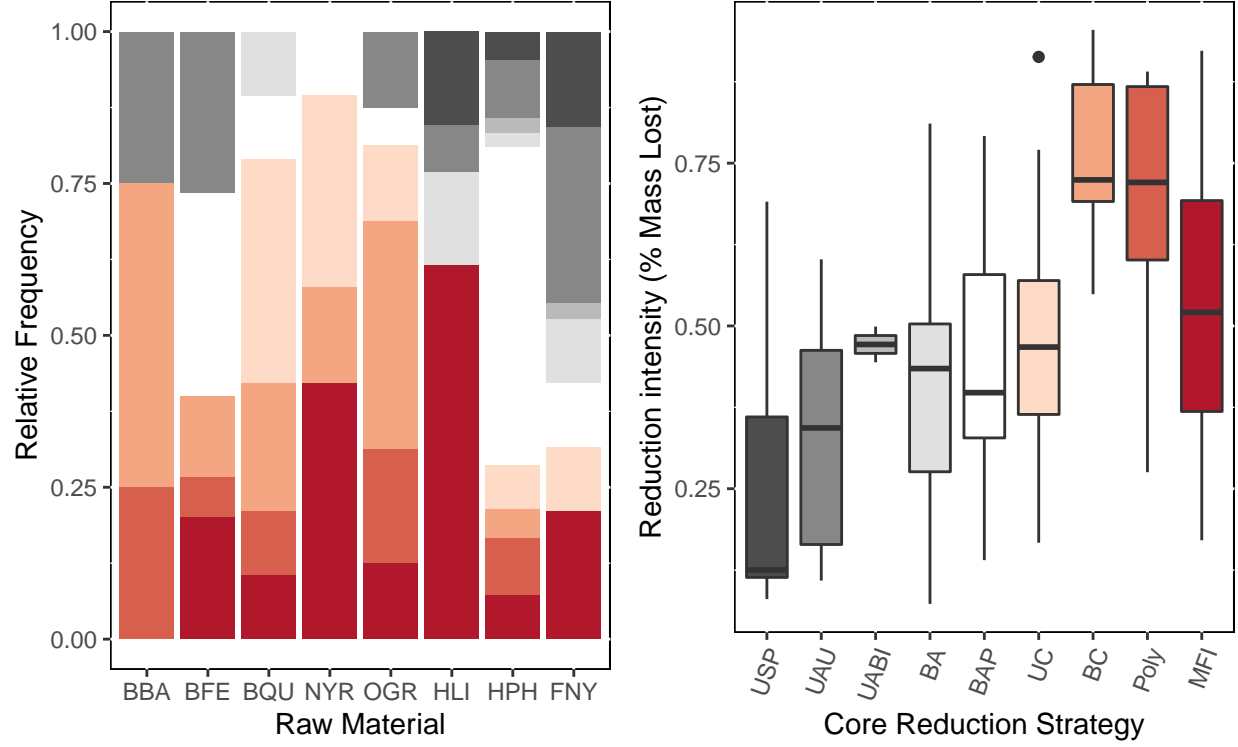 Relative Frequency
1.00
0.75
0.50
0.25
0.00
BBA BFE BQU NYR OGR HLI HPH FNY
Raw Material
Reduction intensity (% Mass Lost)
0.75
0.50
0.25
USP UAU UABI BA BAP UC BC Poly MFI
Core Reduction Strategy